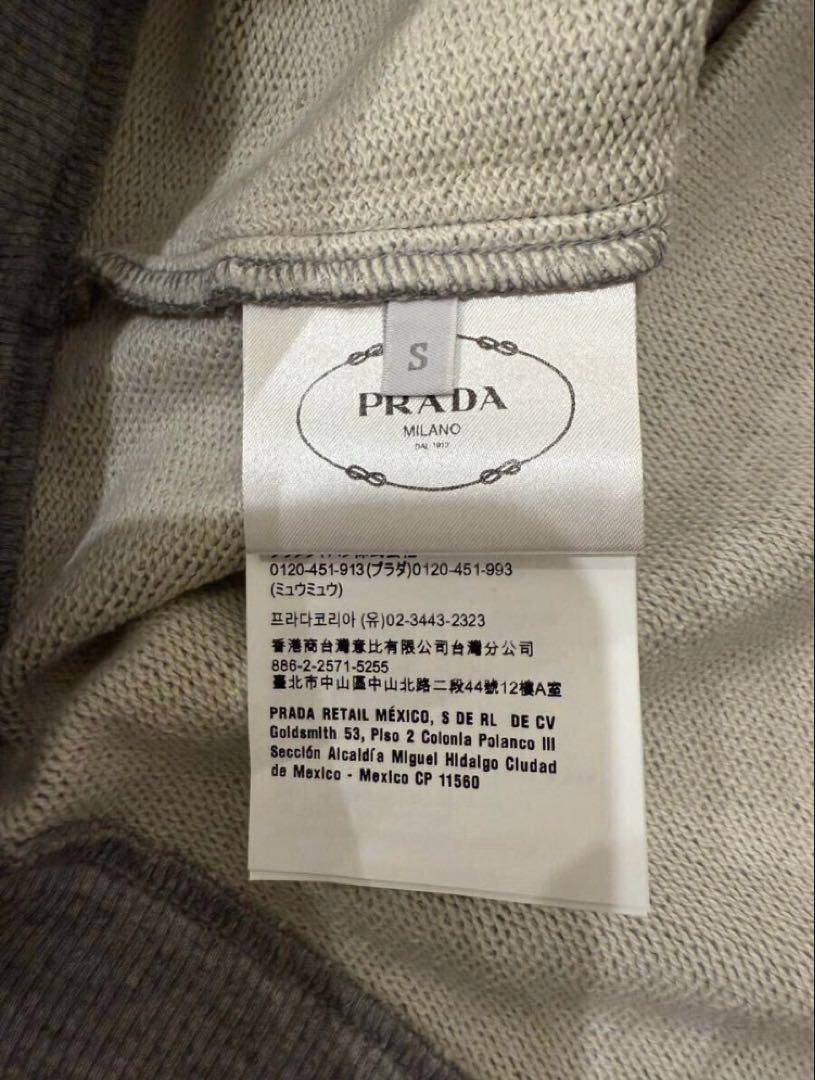 S
PRADA
MILANO
DAL 1913
0120-451-913(プラダ)0120-451-993
(ミュウミュウ)
프라다코리아 (유)02-3443-2323
香港商台灣意比有限公司台灣分公司
886-2-2571-5255
臺北市中山區中山北路二段44號12樓A室
PRADA RETAIL MÉXICO, S DE RL DE CV
Goldsmith 53, Piso 2 Colonia Polanco III
Sección Alcaldía Miguel Hidalgo Ciudad
de Mexico - Mexico CP 11560